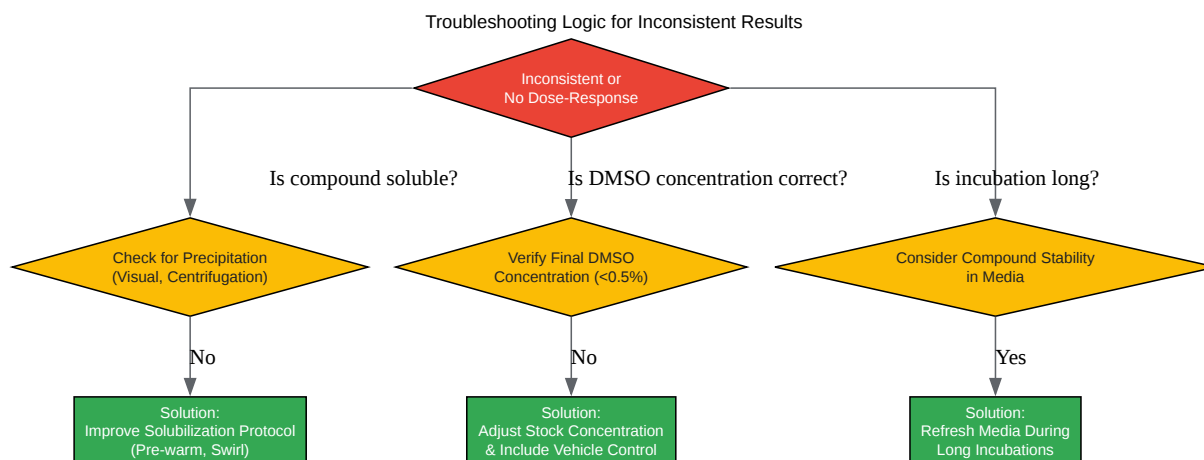 Troubleshooting Logic for Inconsistent Results
Inconsistent or
No Dose-Response
Is compound soluble?
Is DMSO concentration correct?
Is incubation long?
Check for Precipitation
(Visual, Centrifugation)
Verify Final DMSO
Concentration (<0.5%)
Consider Compound Stability
in Media
No
No
Yes
Solution:
Improve Solubilization Protocol
(Pre-warm, Swirl)
Solution:
Adjust Stock Concentration
& Include Vehicle Control
Solution:
Refresh Media During
Long Incubations